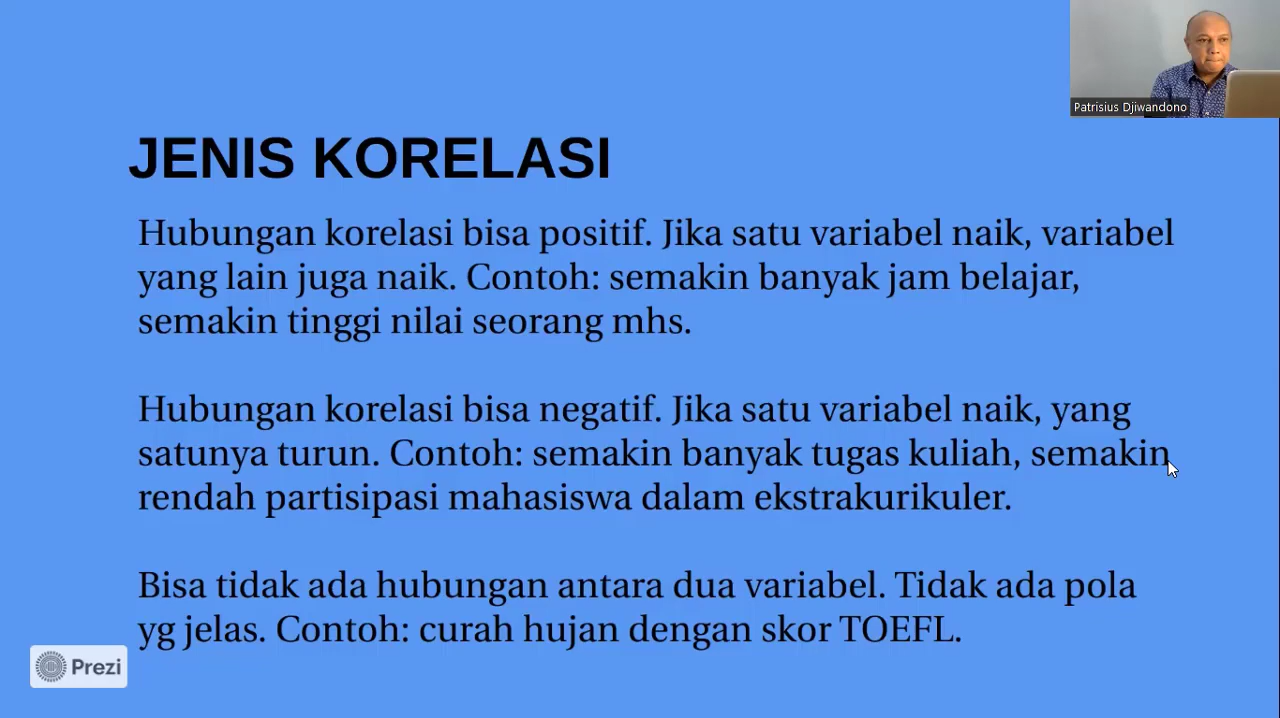 Patrisius Djiwandono
JENIS KORELASI
Hubungan korelasi bisa positif. Jika satu variabel naik, variabel
yang lain juga naik. Contoh: semakin banyak jam belajar,
semakin tinggi nilai seorang mhs.
Hubungan korelasi bisa negatif. Jika satu variabel naik, yang
satunya turun. Contoh: semakin banyak tugas kuliah, semakin
rendah partisipasi mahasiswa dalam ekstrakurikuler.
Bisa tidak ada hubungan antara dua variabel. Tidak ada pola
yg jelas. Contoh: curah hujan dengan skor TOEFL.
Prezi